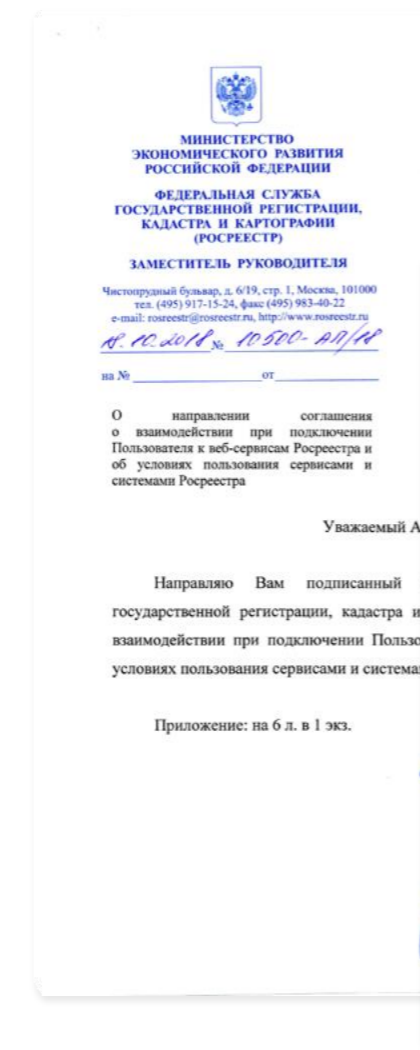 МИНИСТЕРСТВО
ЭКОНОМИЧЕСКОГО РАЗВИТИЯ
РОССИЙСКОЙ ФЕДЕРАЦИИ
ФЕДЕРАЛЬНАЯ СЛУЖБА
ГОСУДАРСТВЕННОЙ РЕГИСТРАЦИИ,
КАДАСТРА И КАРТОГРАФИИ
(РОСРЕЕСТР)
ЗАМЕСТИТЕЛЬ РУКОВОДИТЕЛЯ
Чистопрудный бульвар, д. 6/19, стр. 1, Москва, 101000
тел. (495) 917-15-24, факс (495) 983-40-22
e-mail: rosreestr@rosreestr.ru, http://www.rosreestr.ru
18.10.2018 № 10500-АП/18
на № от
О направлении соглашения
о взаимодействии при подключении
Пользователя к веб-сервисам Росреестра и
об условиях пользования сервисами и
системами Росреестра
Уважаемый А
Направляю Вам подписанный
государственной регистрации, кадастра и
взаимодействии при подключении Пользо
условиях пользования сервисами и система
Приложение: на 6 л. в 1 экз.